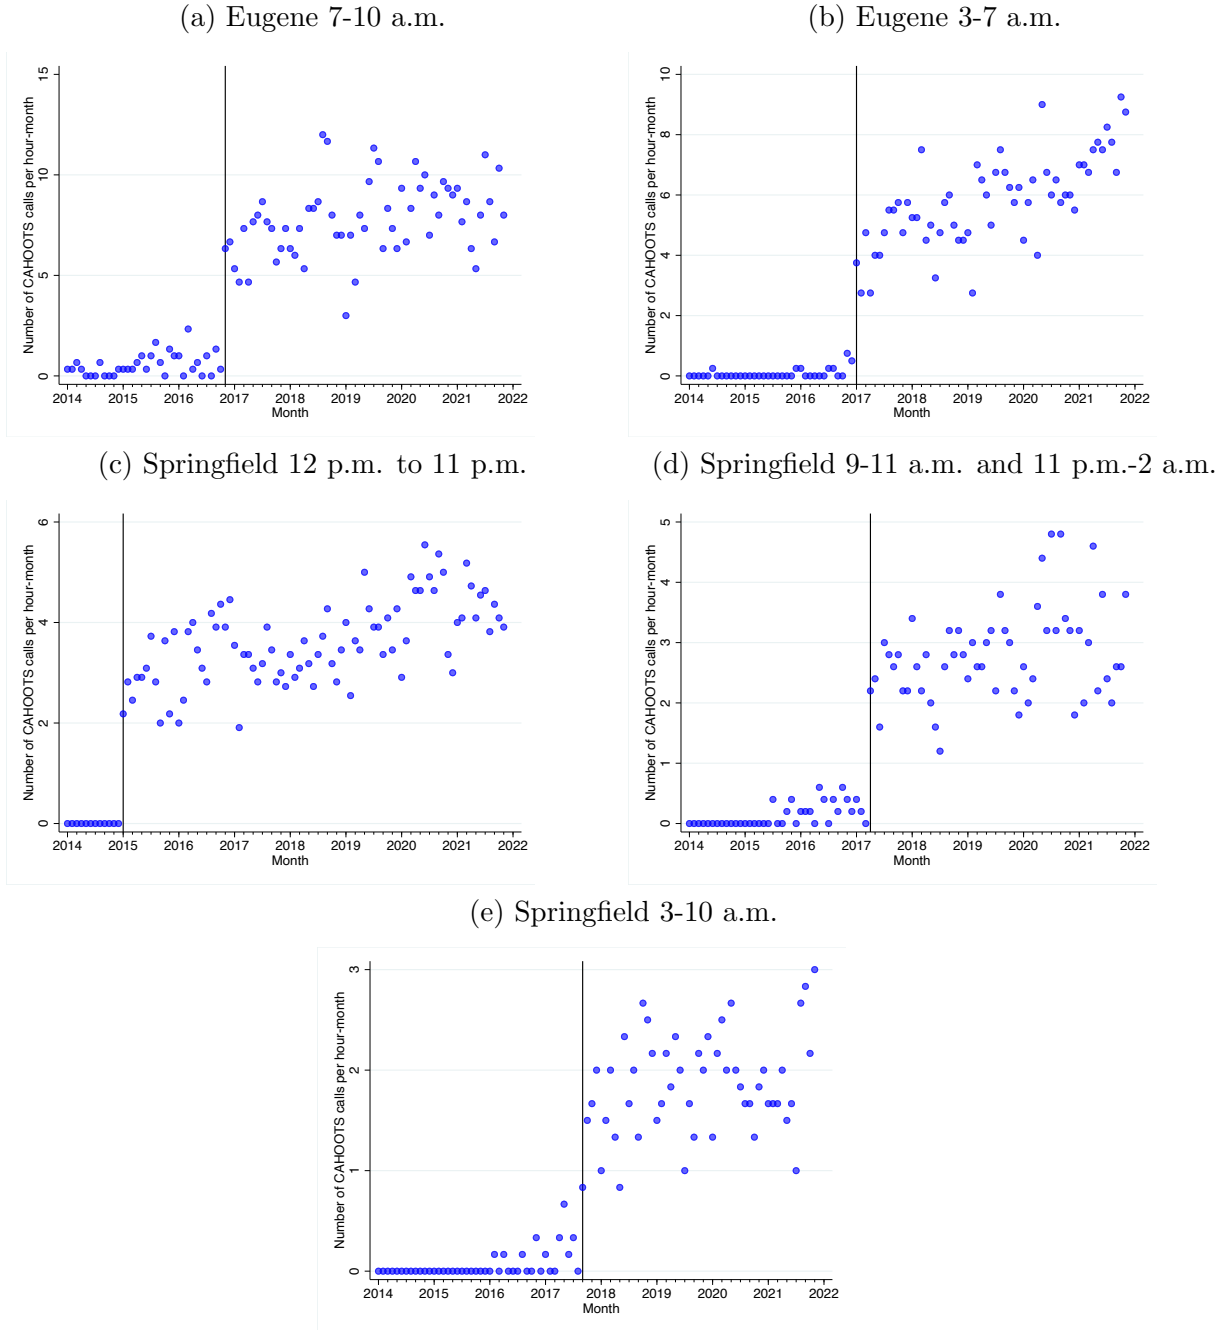 (a) Eugene 7-10 a.m.
(b) Eugene 3-7 a.m.
Number of CAHOOTS calls per hour-month
15
10
5
0
2014 2015 2016 2017 2018 2019 2020 2021 2022
Month
Number of CAHOOTS calls per hour-month
10
8
6
4
2
0
2014 2015 2016 2017 2018 2019 2020 2021 2022
Month
(c) Springfield 12 p.m. to 11 p.m.
(d) Springfield 9-11 a.m. and 11 p.m.-2 a.m.
Number of CAHOOTS calls per hour-month
6
4
2
0
2014 2015 2016 2017 2018 2019 2020 2021 2022
Month
Number of CAHOOTS calls per hour-month
5
4
3
2
1
0
2014 2015 2016 2017 2018 2019 2020 2021 2022
Month
(e) Springfield 3-10 a.m.
Number of CAHOOTS calls per hour-month
3
2
1
0
2014 2015 2016 2017 2018 2019 2020 2021 2022
Month